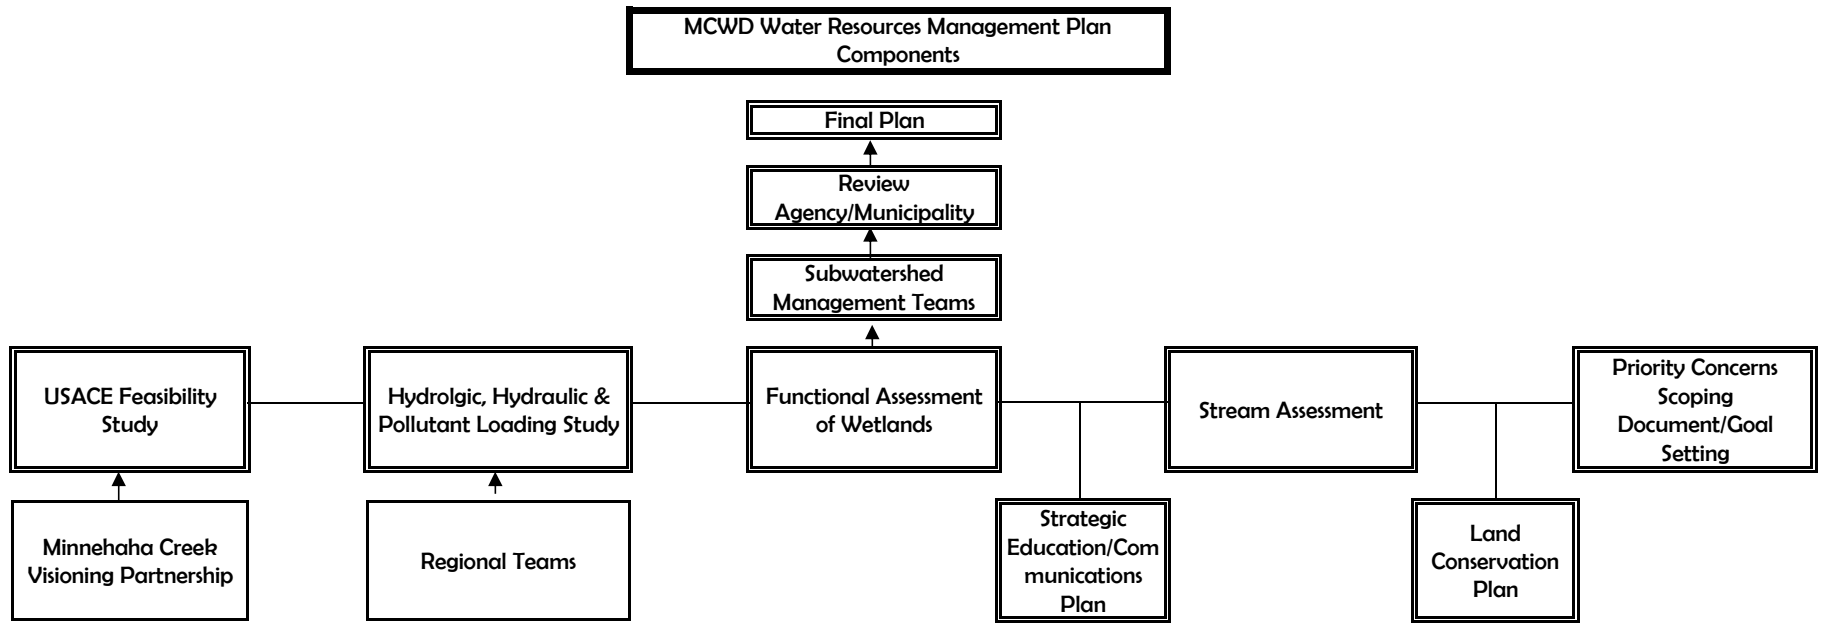 MCWD Water Resources Management Plan
Components
Final Plan
Review
Agency/Municipality
Subwatershed
Management Teams
USACE Feasibility
Study
Hydrolgic, Hydraulic &
Pollutant Loading Study
Functional Assessment
of Wetlands
Stream Assessment
Priority Concerns
Scoping
Document/Goal
Setting
Minnehaha Creek
Visioning Partnership
Regional Teams
Strategic
Education/Com
munications
Plan
Land
Conservation
Plan